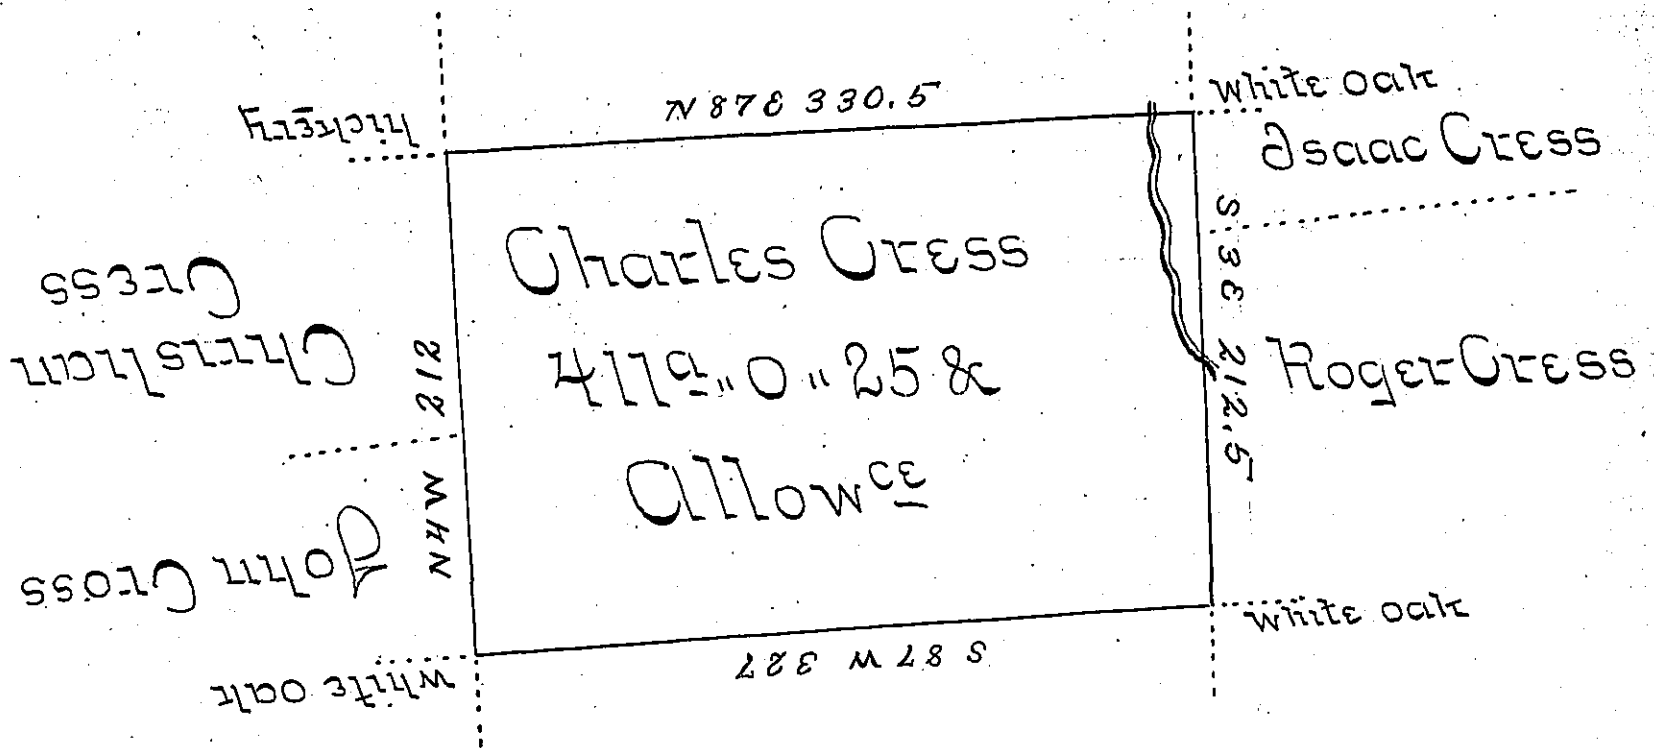 N 87 E 330.5
white oak
hickory
Isaac Cress
Charles Cress
411a „ 0 „ 25 &
Allowce
S 3 E 212.5
Roger Cress
Christian
Cress
N 4 W 212
John Cross
white oak
S 87 W 327
white oak